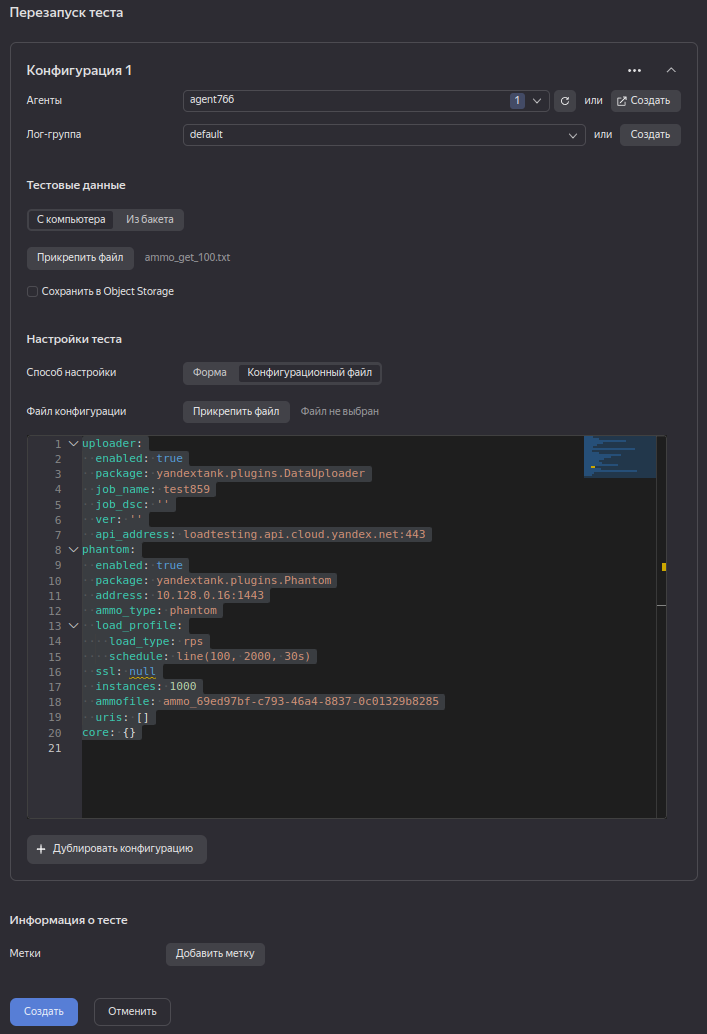 Перезапуск теста
Конфигурация 1
Агенты agent766 1 или Создать
Лог-группа default или Создать
Тестовые данные
С компьютера Из бакета
Прикрепить файл ammo_get_100.txt
Сохранить в Object Storage
Настройки теста
Способ настройки Форма Конфигурационный файл
Файл конфигурации Прикрепить файл Файл не выбран
1 uploader:
2 enabled: true
3 package: yandextank.plugins.DataUploader
4 job_name: test859
5 job_dsc: ''
6 ver: ''
7 api_address: loadtesting.api.cloud.yandex.net:443
8 phantom:
9 enabled: true
10 package: yandextank.plugins.Phantom
11 address: 10.128.0.16:1443
12 ammo_type: phantom
13 load_profile:
14 load_type: rps
15 schedule: line(100, 2000, 30s)
16 ssl: null
17 instances: 1000
18 ammofile: ammo_69ed97bf-c793-46a4-8837-0c01329b8285
19 uris: []
20 core: {}
21
+ Дублировать конфигурацию
Информация о тесте
Метки Добавить метку
Создать Отменить